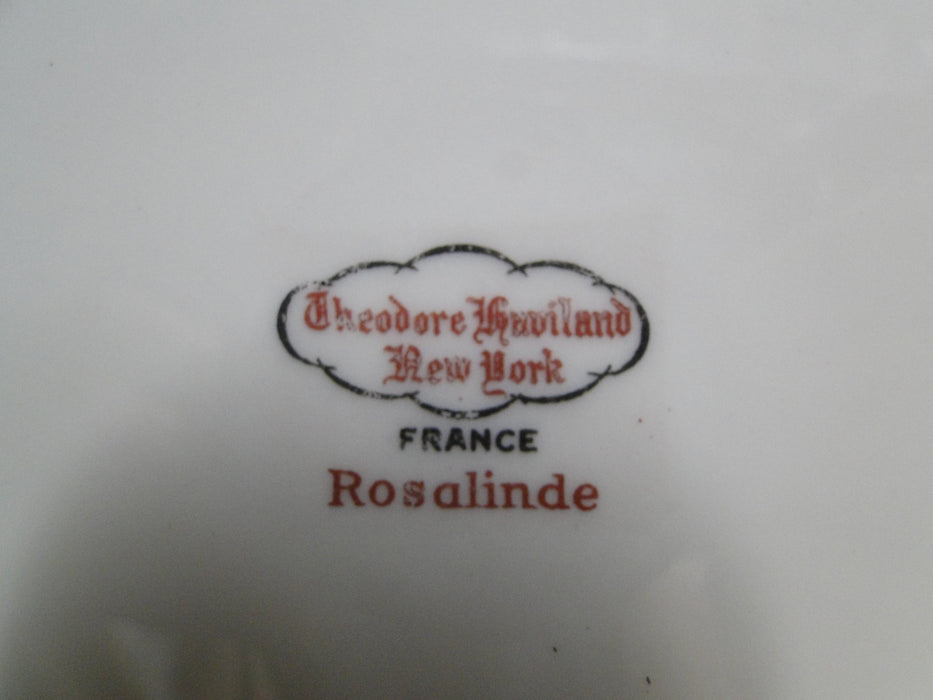 Theodore Haviland
New York
FRANCE
Rosalinde